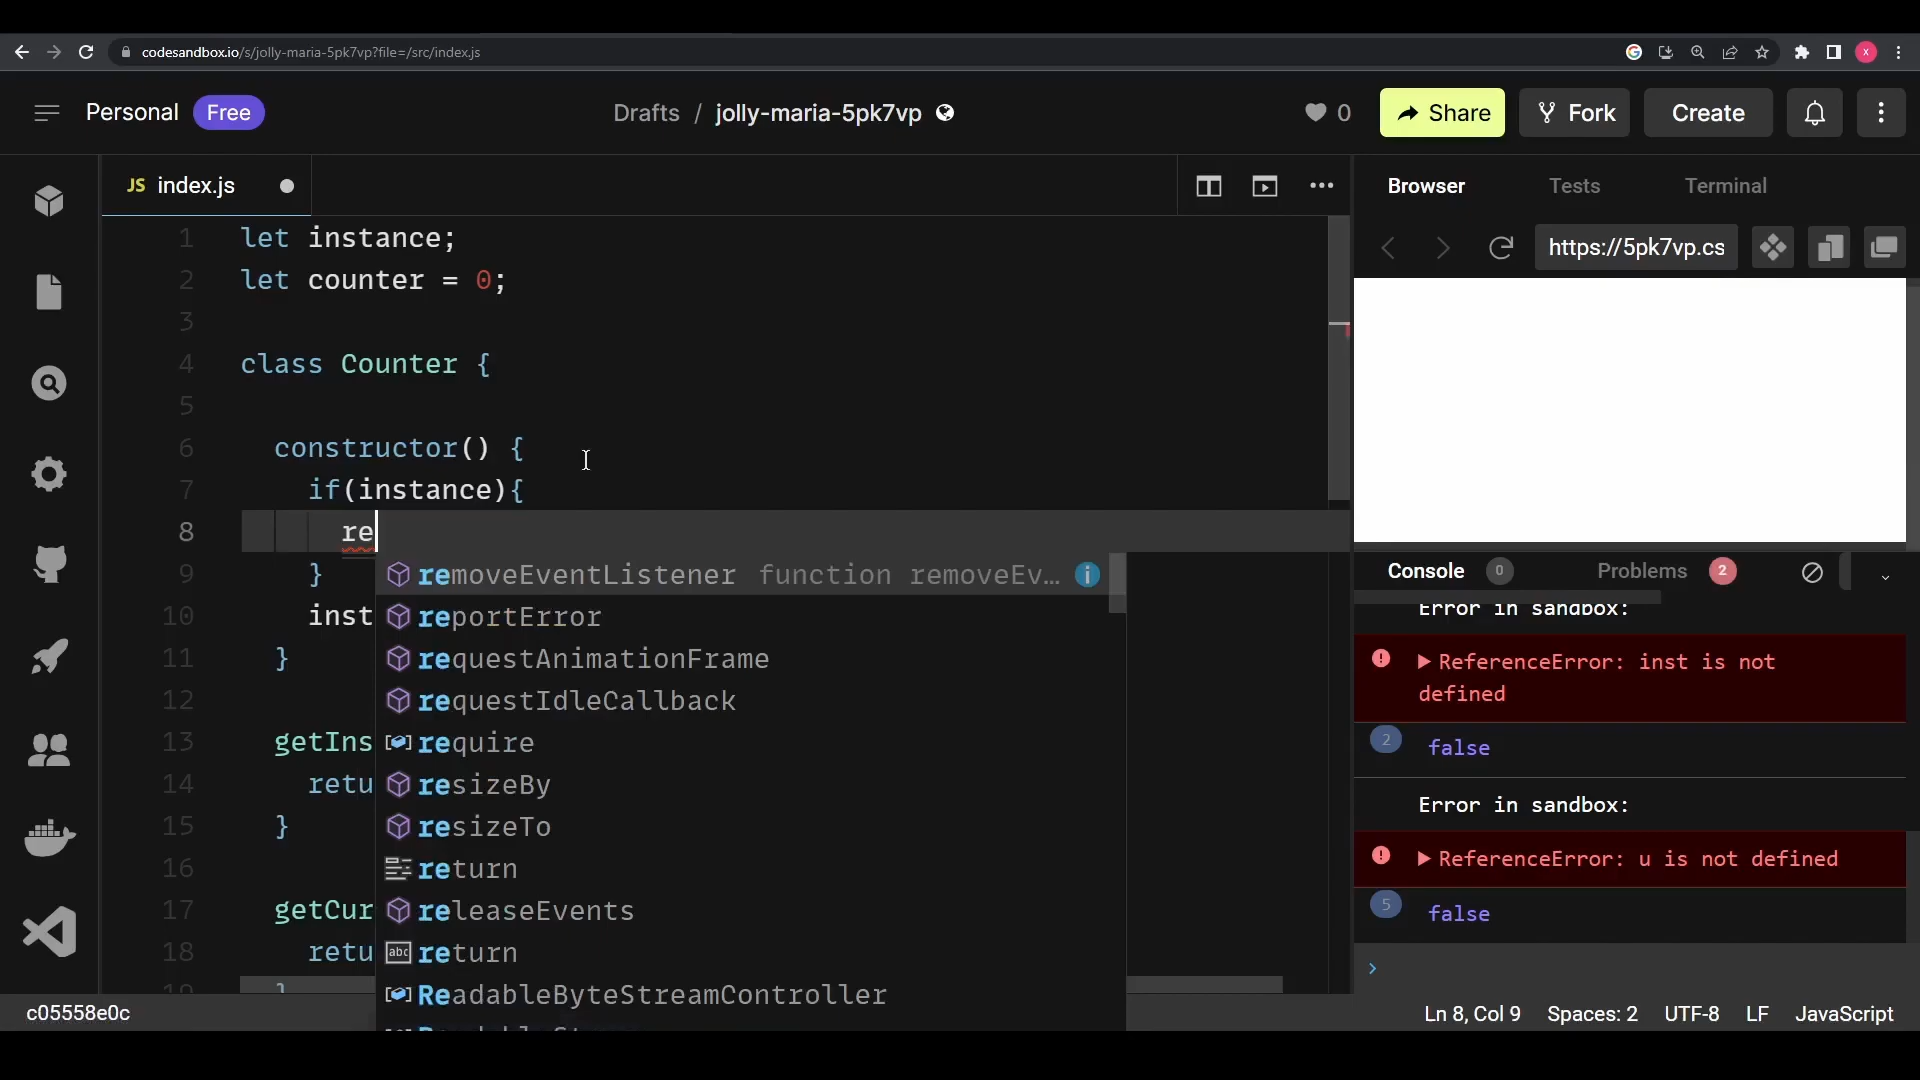 codesandbox.io/s/jolly-maria-5pk7vp?file=/src/index.js
x
Personal Free
Drafts / jolly-maria-5pk7vp
0
Share
Fork
Create
JS index.js
Browser
Tests
Terminal
https://5pk7vp.cs
1 let instance;
2 let counter = 0;
3
4 class Counter {
5
6 constructor() {
7 if(instance){
8 re
9 }
10 inst
11 }
12
13 getIns
14 retu
15 }
16
17 getCur
18 retu
19 }
removeEventListener function removeEv...
reportError
requestAnimationFrame
requestIdleCallback
require
resizeBy
resizeTo
return
releaseEvents
abc return
ReadableByteStreamController
Console 0
Problems 2
Error in sandbox:
ReferenceError: inst is not
defined
2 false
Error in sandbox:
ReferenceError: u is not defined
5 false
c05558e0c
Ln 8, Col 9
Spaces: 2
UTF-8
LF
JavaScript